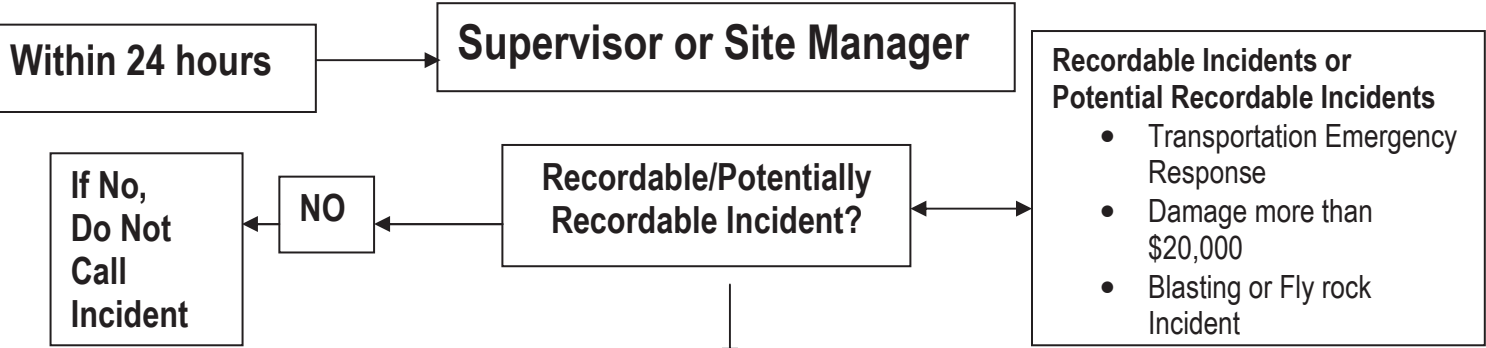 Within 24 hours
Supervisor or Site Manager
Recordable Incidents or
Potential Recordable Incidents
• Transportation Emergency
Response
• Damage more than
$20,000
• Blasting or Fly rock
Incident
Recordable/Potentially
Recordable Incident?
NO
If No,
Do Not
Call
Incident